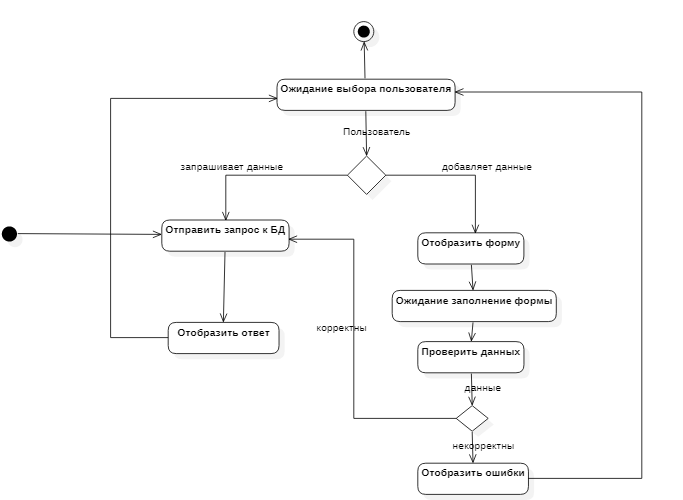 Ожидание выбора пользователя
Пользователь
запрашивает данные
добавляет данные
Отправить запрос к БД
Отобразить форму
Ожидание заполнение формы
корректны
Отобразить ответ
Проверить данных
данные
некорректны
Отобразить ошибки